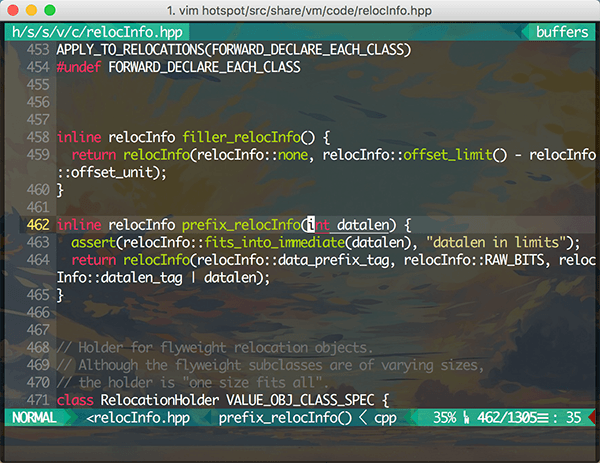 1. vim hotspot/src/share/vm/code/relocInfo.hpp
h/s/s/v/c/relocInfo.hpp buffers
453 APPLY_TO_RELOCATIONS(FORWARD_DECLARE_EACH_CLASS)
454 #undef FORWARD_DECLARE_EACH_CLASS
455
456
457
458 inline relocInfo filler_relocInfo() {
459   return relocInfo(relocInfo::none, relocInfo::offset_limit() - relocInfo
::offset_unit);
460 }
461
462 inline relocInfo prefix_relocInfo(int datalen) {
463   assert(relocInfo::fits_into_immediate(datalen), "datalen in limits");
464   return relocInfo(relocInfo::data_prefix_tag, relocInfo::RAW_BITS, reloc
Info::datalen_tag | datalen);
465 }
466
467
468 // Holder for flyweight relocation objects.
469 // Although the flyweight subclasses are of varying sizes,
470 // the holder is "one size fits all".
471 class RelocationHolder VALUE_OBJ_CLASS_SPEC {
NORMAL <relocInfo.hpp prefix_relocInfo() < cpp 35% 462/1305 : 35